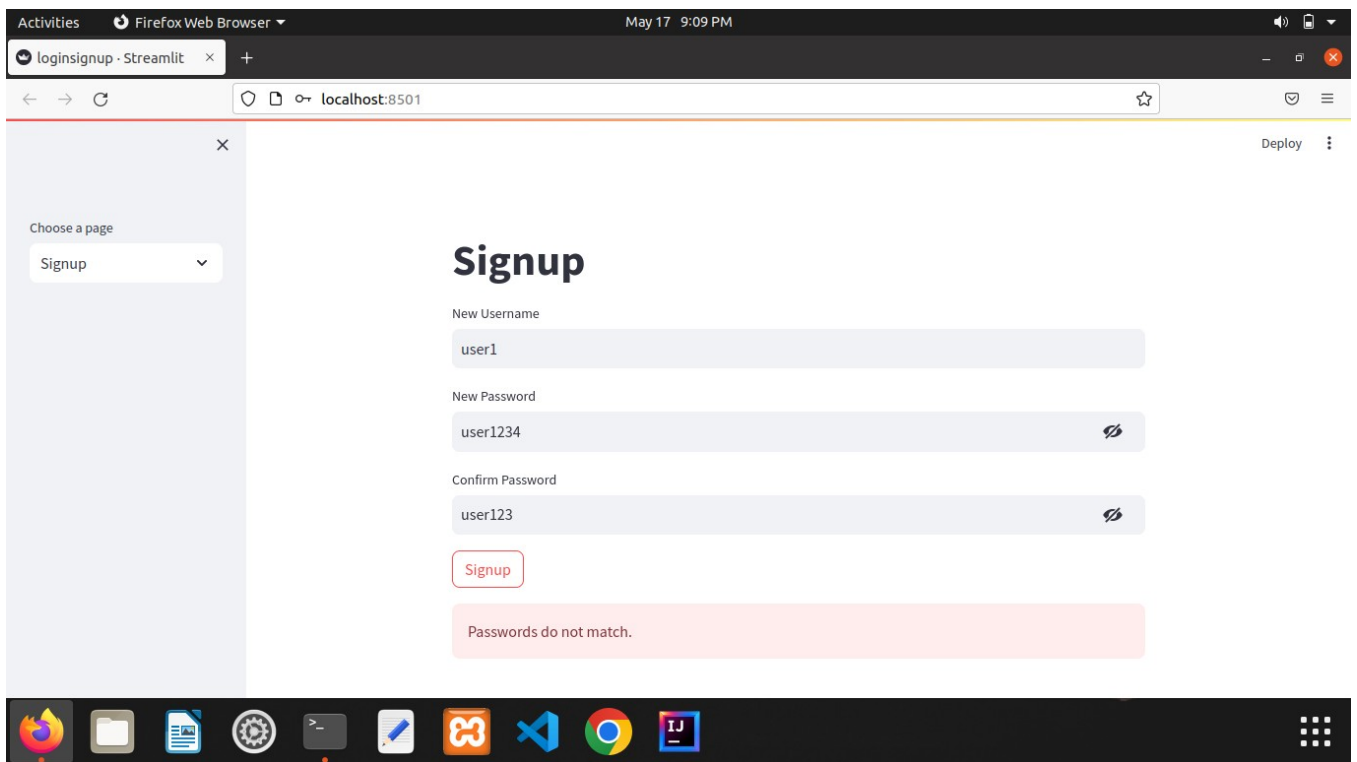 Activities Firefox Web Browser May 17 9:09 PM
loginsignup · Streamlit
localhost:8501
Deploy
Choose a page
Signup
Signup
New Username
user1
New Password
user1234
Confirm Password
user123
Signup
Passwords do not match.
IJ